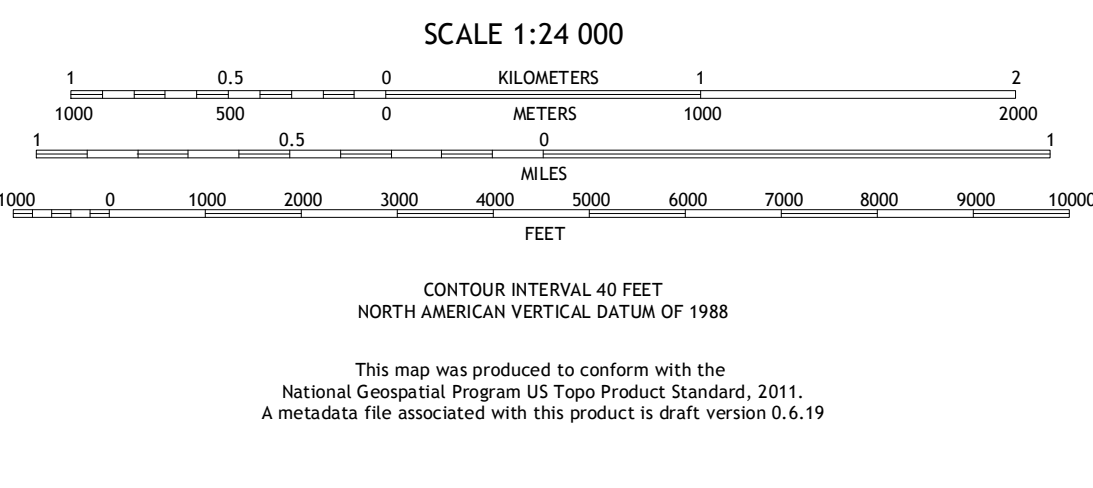 SCALE 1:24 000
1 0.5 0 KILOMETERS 1 2
1000 500 0 METERS 1000 2000
1 0.5 0 1
MILES
1000 0 1000 2000 3000 4000 5000 6000 7000 8000 9000 10000
FEET
CONTOUR INTERVAL 40 FEET
NORTH AMERICAN VERTICAL DATUM OF 1988
This map was produced to conform with the
National Geospatial Program US Topo Product Standard, 2011.
A metadata file associated with this product is draft version 0.6.19